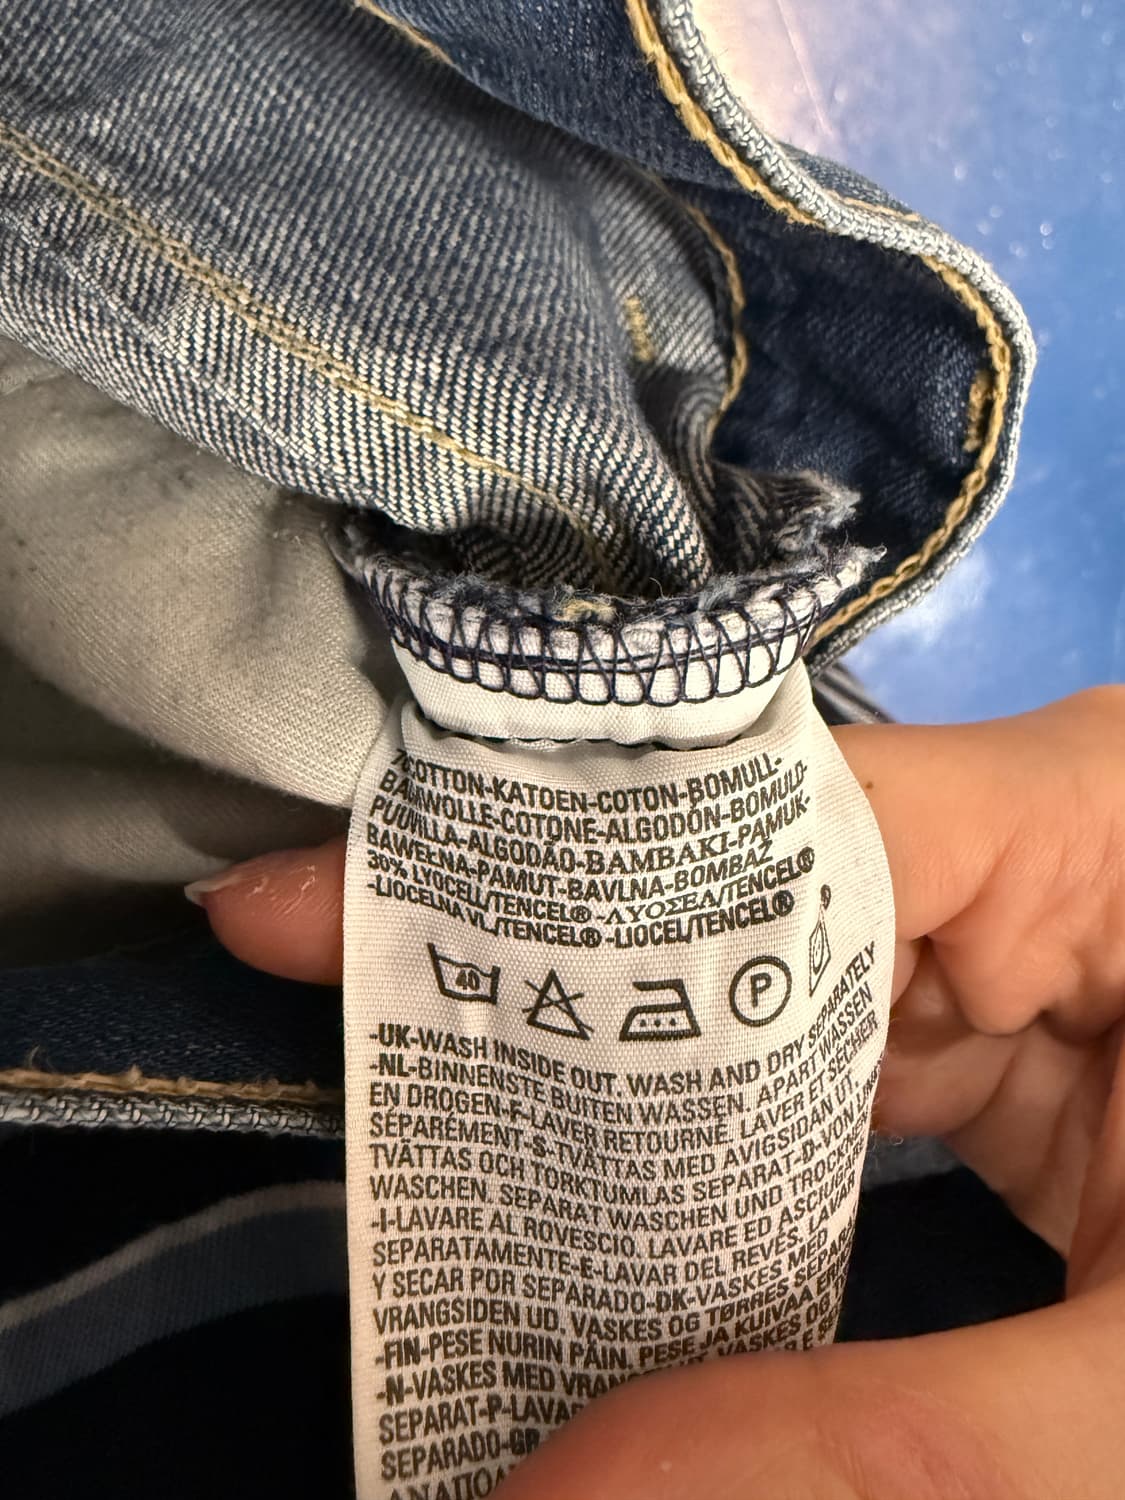 COTTON-KATOEN-COTON-BOMULL-
BAUMWOLLE-COTONE-ALGODÓN-BOMULD-
PUUVILLA-ALGODÃO-BAMBAKI-PAMUK-
BAWEŁNA-PAMUT-BAVLNA-BOMBAŽ
30% LYOCELL/TENCEL®-ΛΥΟΣΕΛ/TENCEL®
-LIOCELNA VL/TENCEL®-LIOCEL/TENCEL®
40
P
-UK-WASH INSIDE OUT. WASH AND DRY SEPARATELY
-NL-BINNENSTE BUITEN WASSEN. APART WASSEN
EN DROGEN-F-LAVER RETOURNÉ. LAVER ET SÉCHER
SÉPARÉMENT-S-TVÄTTAS MED AVIGSIDAN UT.
TVÄTTAS OCH TORKTUMLAS SEPARAT-D-VON LINKS
WASCHEN. SEPARAT WASCHEN UND TROCKNEN
-I-LAVARE AL ROVESCIO. LAVARE ED ASCIUGARE
SEPARATAMENTE-E-LAVAR DEL REVÉS. LAVAR
Y SECAR POR SEPARADO-DK-VASKES MED
VRANGSIDEN UD. VASKES OG TØRRES
-FIN-PESE NURIN PÄIN. PESE JA KUIVAA
-N-VASKES MED VASKES OG
SEPARAT-P-LAVAR
SEPARADO-GR